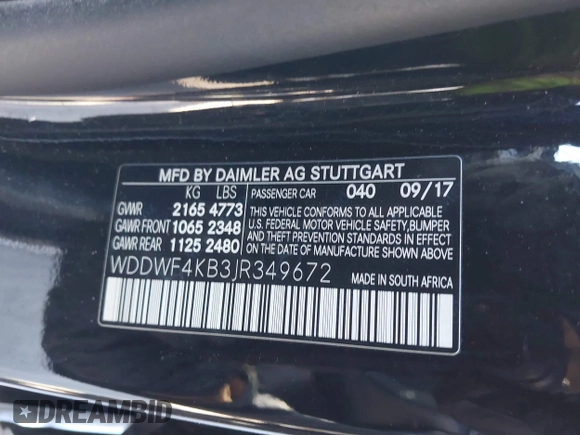 MFD BY DAIMLER AG STUTTGART
KG LBS PASSENGER CAR 040 09/17
GVWR 2165 4773 THIS VEHICLE CONFORMS TO ALL APPLICABLE
GAWR FRONT 1065 2348 U.S. FEDERAL MOTOR VEHICLE SAFETY,BUMPER
GAWR REAR 1125 2480 AND THEFT PREVENTION STANDARDS IN EFFECT
ON THE DATE OF MANUFACTURE SHOWN ABOVE.
WDDWF4KB3JR349672 MADE IN SOUTH AFRICA
DREAMBID